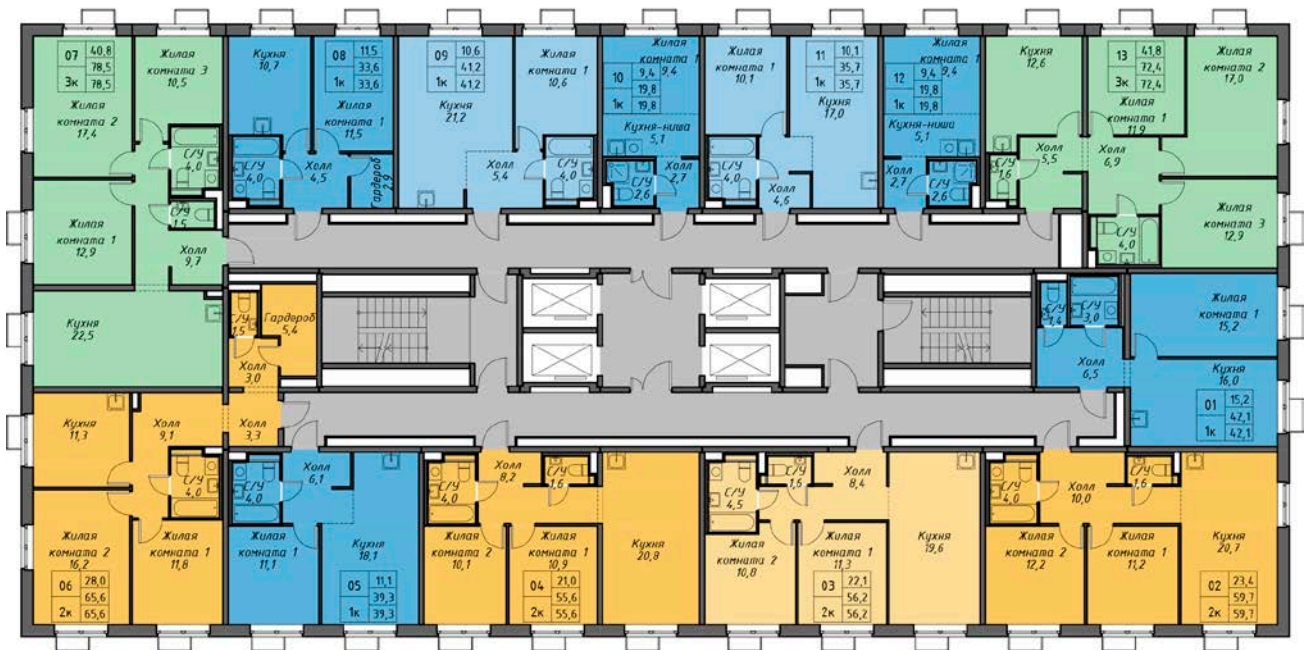 07 40,8
78,5
3к 78,5
Жилая
комната 2
17,4
Жилая
комната 3
10,5
С/У
4,0
С/У
1,5
Жилая
комната 1
12,9
Холл
9,7
Кухня
22,5
Кухня
10,7
08 11,5
33,6
1к 33,6
Жилая
комната 1
11,5
С/У
4,0
Холл
4,5
Гардероб
2,9
09 10,6
41,2
1к 41,2
Кухня
21,2
Жилая
комната 1
10,6
Холл
5,4
С/У
4,0
Жилая
комната 1
9,4
10 9,4
19,8
1к 19,8
Кухня-ниша
5,1
С/У
2,6
Холл
2,7
Жилая
комната 1
10,1
11 10,1
35,7
1к 35,7
Кухня
17,0
С/У
4,0
Холл
4,6
Жилая
комната 1
9,4
12 9,4
19,8
1к 19,8
Кухня-ниша
5,1
Холл
2,7
С/У
2,6
Кухня
12,6
13 41,8
72,4
3к 72,4
Жилая
комната 1
11,9
Жилая
комната 2
17,0
С/У
1,6
Холл
5,5
Холл
6,9
С/У
4,0
Жилая
комната 3
12,9
С/У
1,5
Гардероб
5,4
Холл
3,0
Холл
3,3
С/У
1,4
С/У
3,0
Холл
6,5
Жилая
комната 1
15,2
Кухня
16,0
01 15,2
42,1
1к 42,1
Кухня
11,3
Холл
9,1
С/У
4,0
Жилая
комната 2
16,2
06 28,0
65,6
2к 65,6
Жилая
комната 1
11,8
С/У
4,0
Холл
6,1
Жилая
комната 1
11,1
Кухня
18,1
05 11,1
39,3
1к 39,3
С/У
4,0
Холл
8,2
С/У
1,6
Жилая
комната 2
10,1
Жилая
комната 1
10,9
04 21,0
55,6
2к 55,6
Кухня
20,8
С/У
4,5
С/У
1,6
Холл
8,4
Жилая
комната 2
10,8
Жилая
комната 1
11,3
03 22,1
56,2
2к 56,2
Кухня
19,6
С/У
4,0
Холл
10,0
С/У
1,6
Жилая
комната 2
12,2
Жилая
комната 1
11,2
Кухня
20,7
02 23,4
59,7
2к 59,7